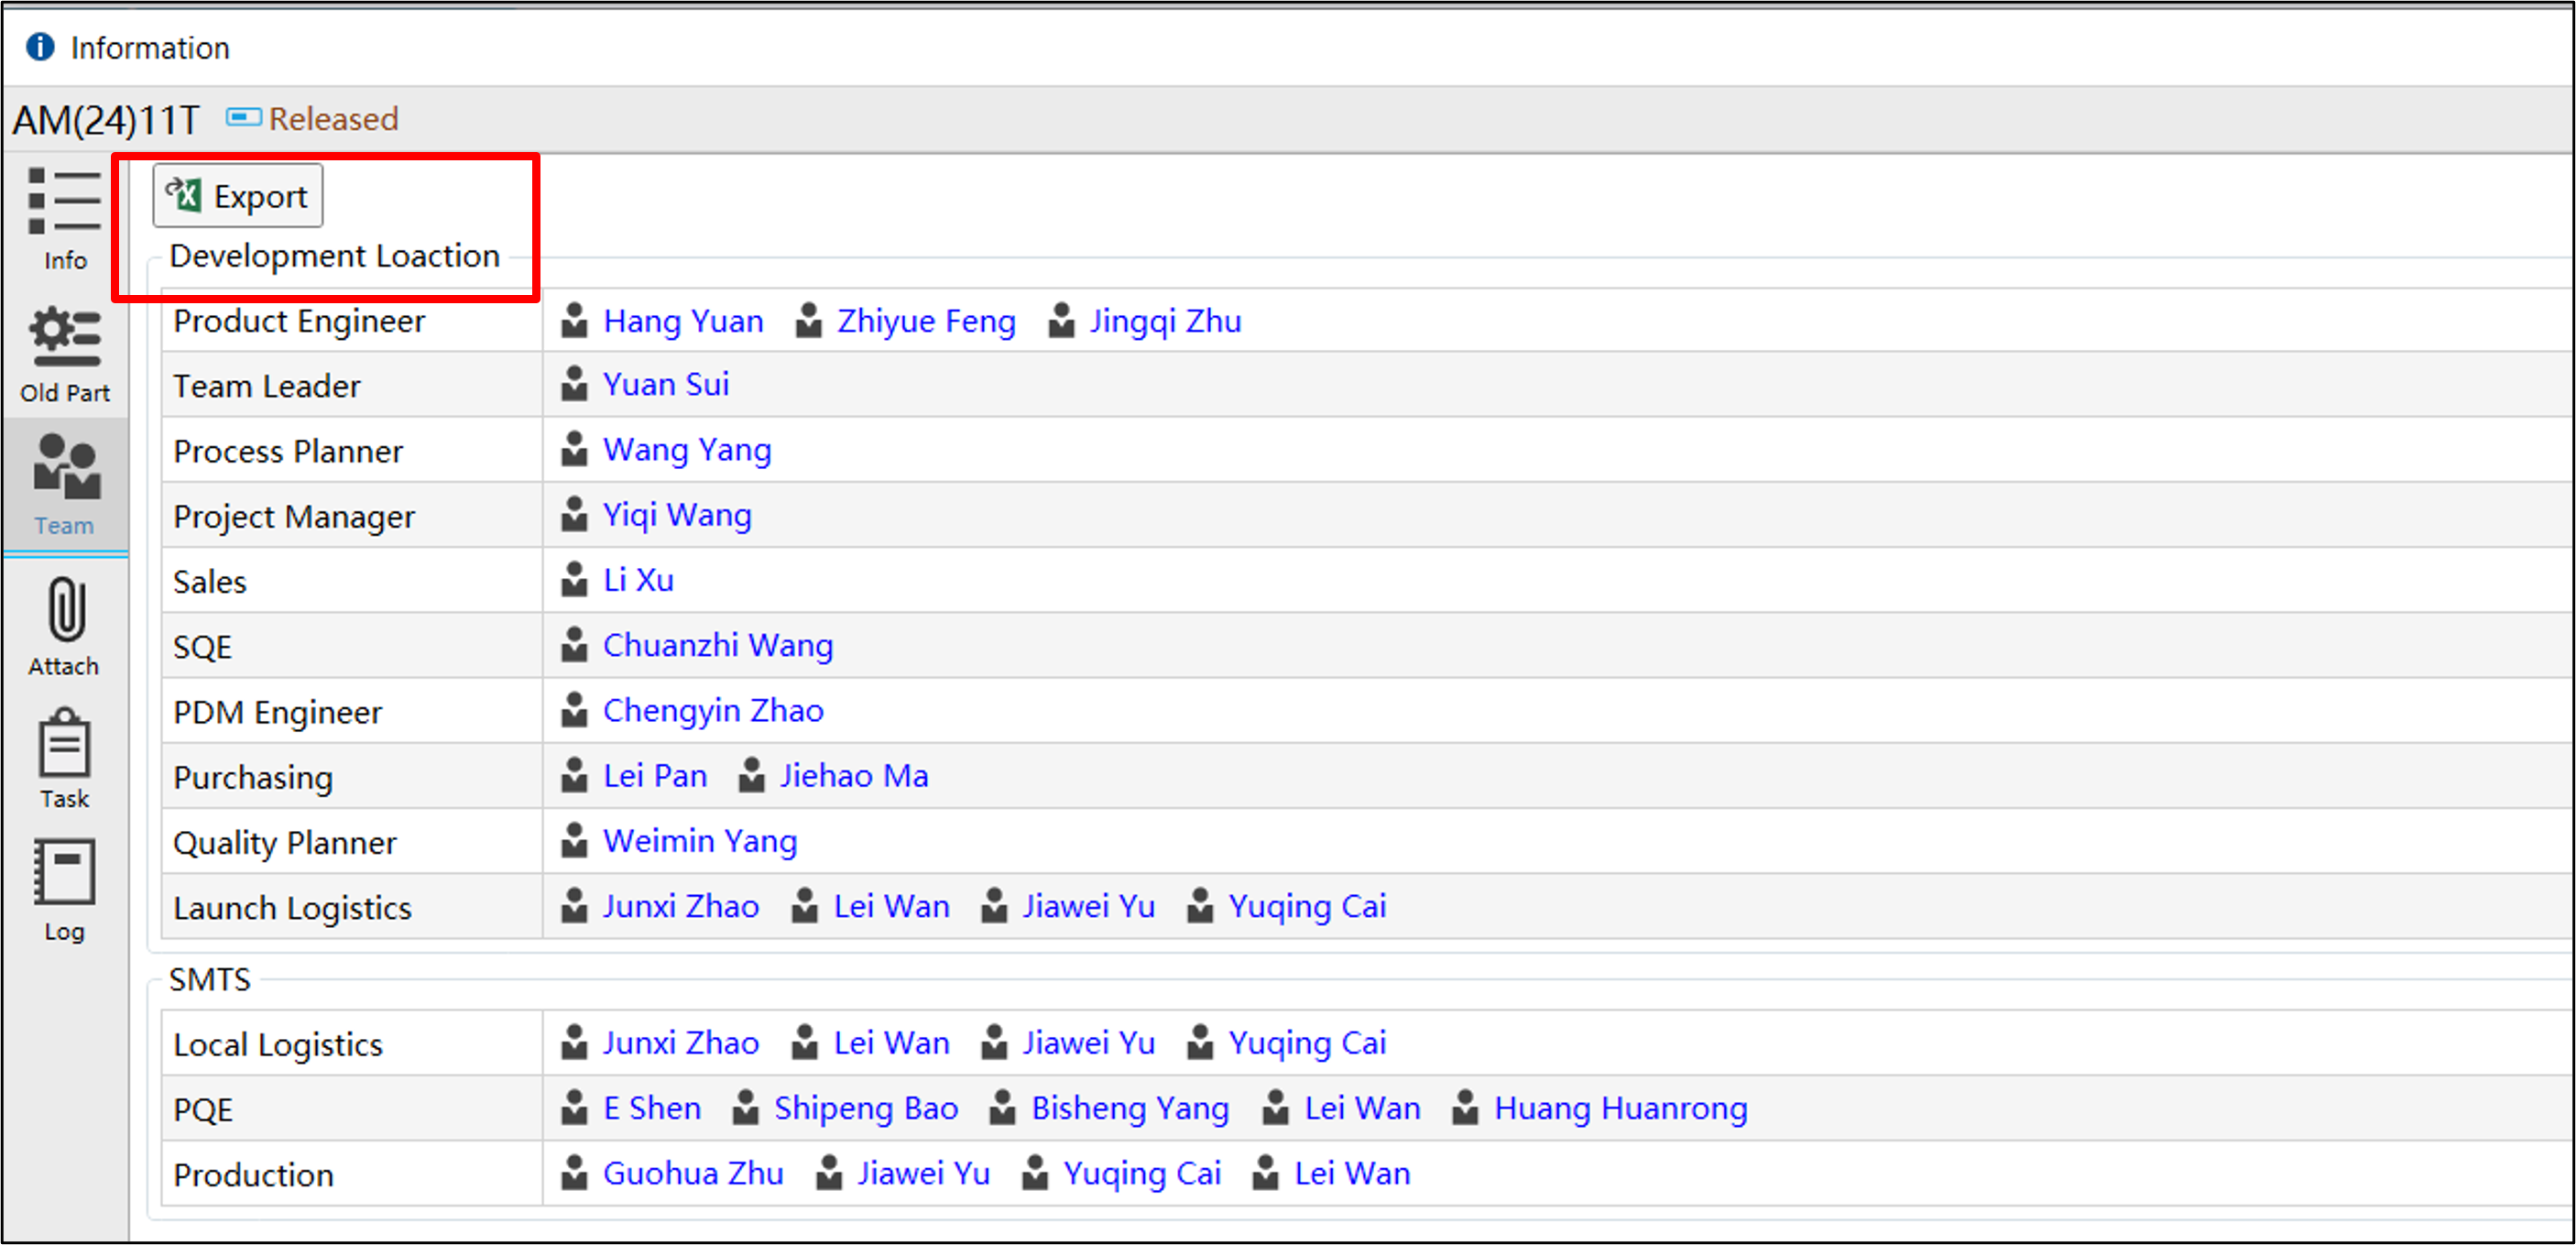 Information
AM(24)11T Released
Export
Development Loaction
Product Engineer Hang Yuan Zhiyue Feng Jingqi Zhu
Team Leader Yuan Sui
Process Planner Wang Yang
Project Manager Yiqi Wang
Sales Li Xu
SQE Chuanzhi Wang
PDM Engineer Chengyin Zhao
Purchasing Lei Pan Jiehao Ma
Quality Planner Weimin Yang
Launch Logistics Junxi Zhao Lei Wan Jiawei Yu Yuqing Cai
SMTS
Local Logistics Junxi Zhao Lei Wan Jiawei Yu Yuqing Cai
PQE E Shen Shipeng Bao Bisheng Yang Lei Wan Huang Huanrong
Production Guohua Zhu Jiawei Yu Yuqing Cai Lei Wan
Info
Old Part
Team
Attach
Task
Log